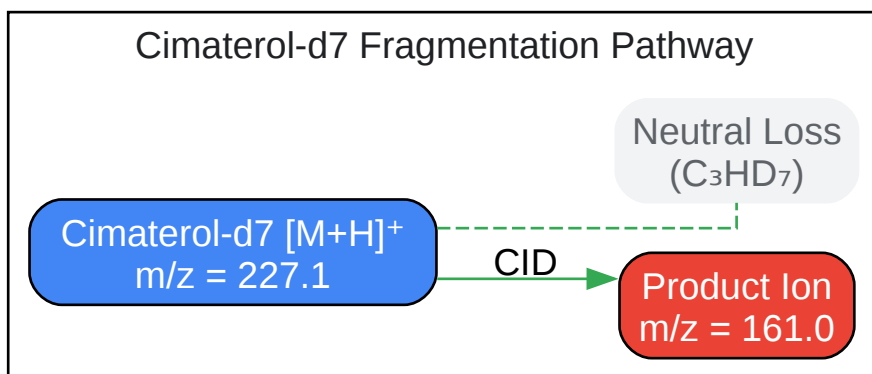 Cimaterol-d7 Fragmentation Pathway
Neutral Loss
(C₃HD₇)
Cimaterol-d7 [M+H]⁺
m/z = 227.1
CID
Product Ion
m/z = 161.0